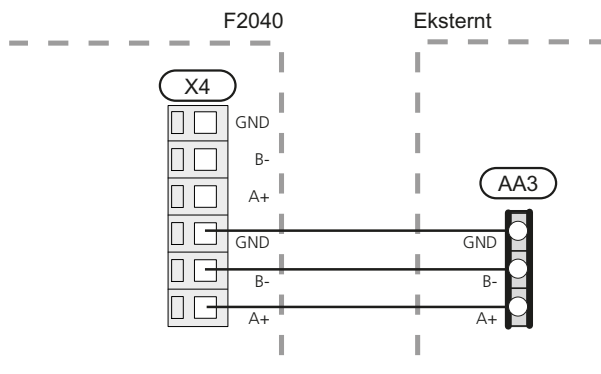 F2040 Eksternt
X4
GND
B-
A+
AA3
GND GND
B- B-
A+ A+